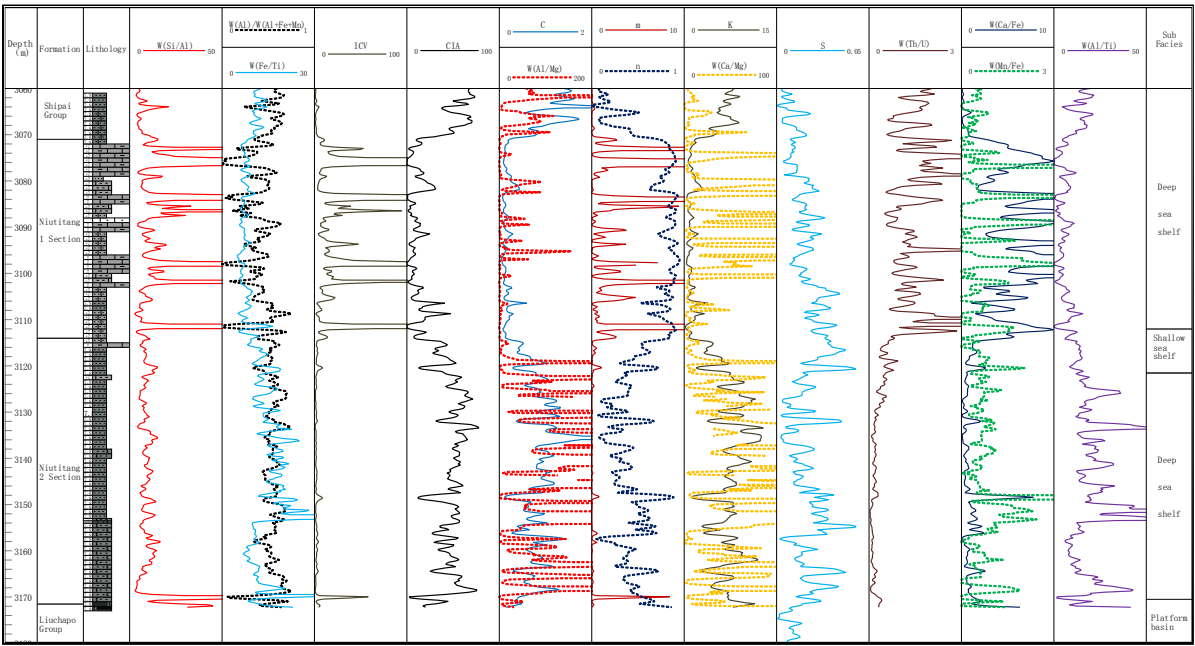 Depth
(m)
Formation
Lithology
W(Si/Al)
0 50
W(Al)/W(Al+Fe+Mn)
0 1
W(Fe/Ti)
0 30
ICV
0 100
CIA
0 100
C
0 2
W(Al/Mg)
0 200
m
0 10
n
0 1
K
0 15
W(Ca/Mg)
0 100
S
0 0.05
W(Th/U)
0 3
W(Ca/Fe)
0 10
W(Mn/Fe)
0 3
W(Al/Ti)
0 50
Sub
Facies
3060
3070
3080
3090
3100
3110
3120
3130
3140
3150
3160
3170
Shipai
Group
Niutitang
1 Section
Niutitang
2 Section
Liuchapo
Group
Deep
sea
shelf
Shallow
sea
shelf
Deep
sea
shelf
Platform
basin